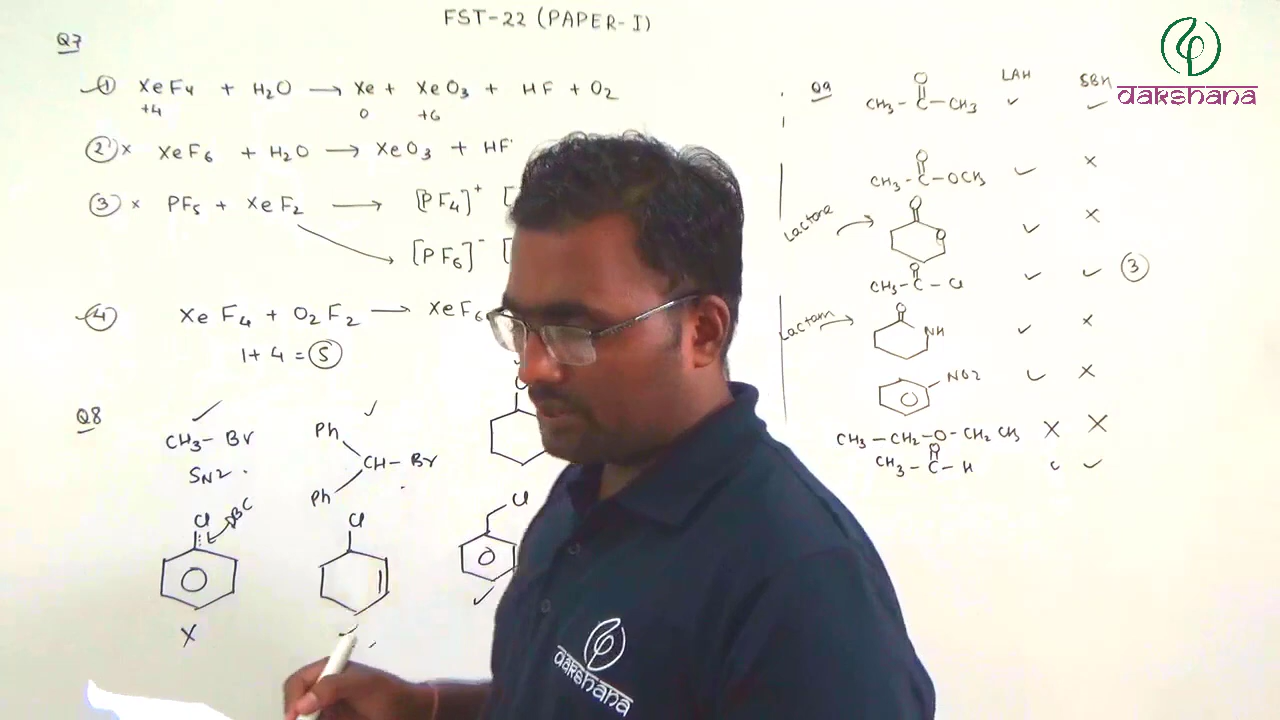 FST-22 (PAPER-I)
dakshana
Q7
① XeF4 + H2O → Xe + XeO3 + HF + O2
+4 0 +6
② × XeF6 + H2O → XeO3 + HF
③ × PF5 + XeF2 → [PF4]+ [
[PF6]- [
④ XeF4 + O2F2 → XeF6
1+4 = ⑤
Q8
CH3-Br
SN2
Ph
CH-Br
Ph
Cl
Cl
Cl
X
Q9
LAH
SBH
O
CH3-C-CH3
O
CH3-C-OCH3 ×
Lactone
O
O
×
O
CH3-C-Cl
③
Lactam
O
NH
×
NO2
×
CH3-CH2-O-CH2 CH3 × ×
O
CH3-C-H
dakshana